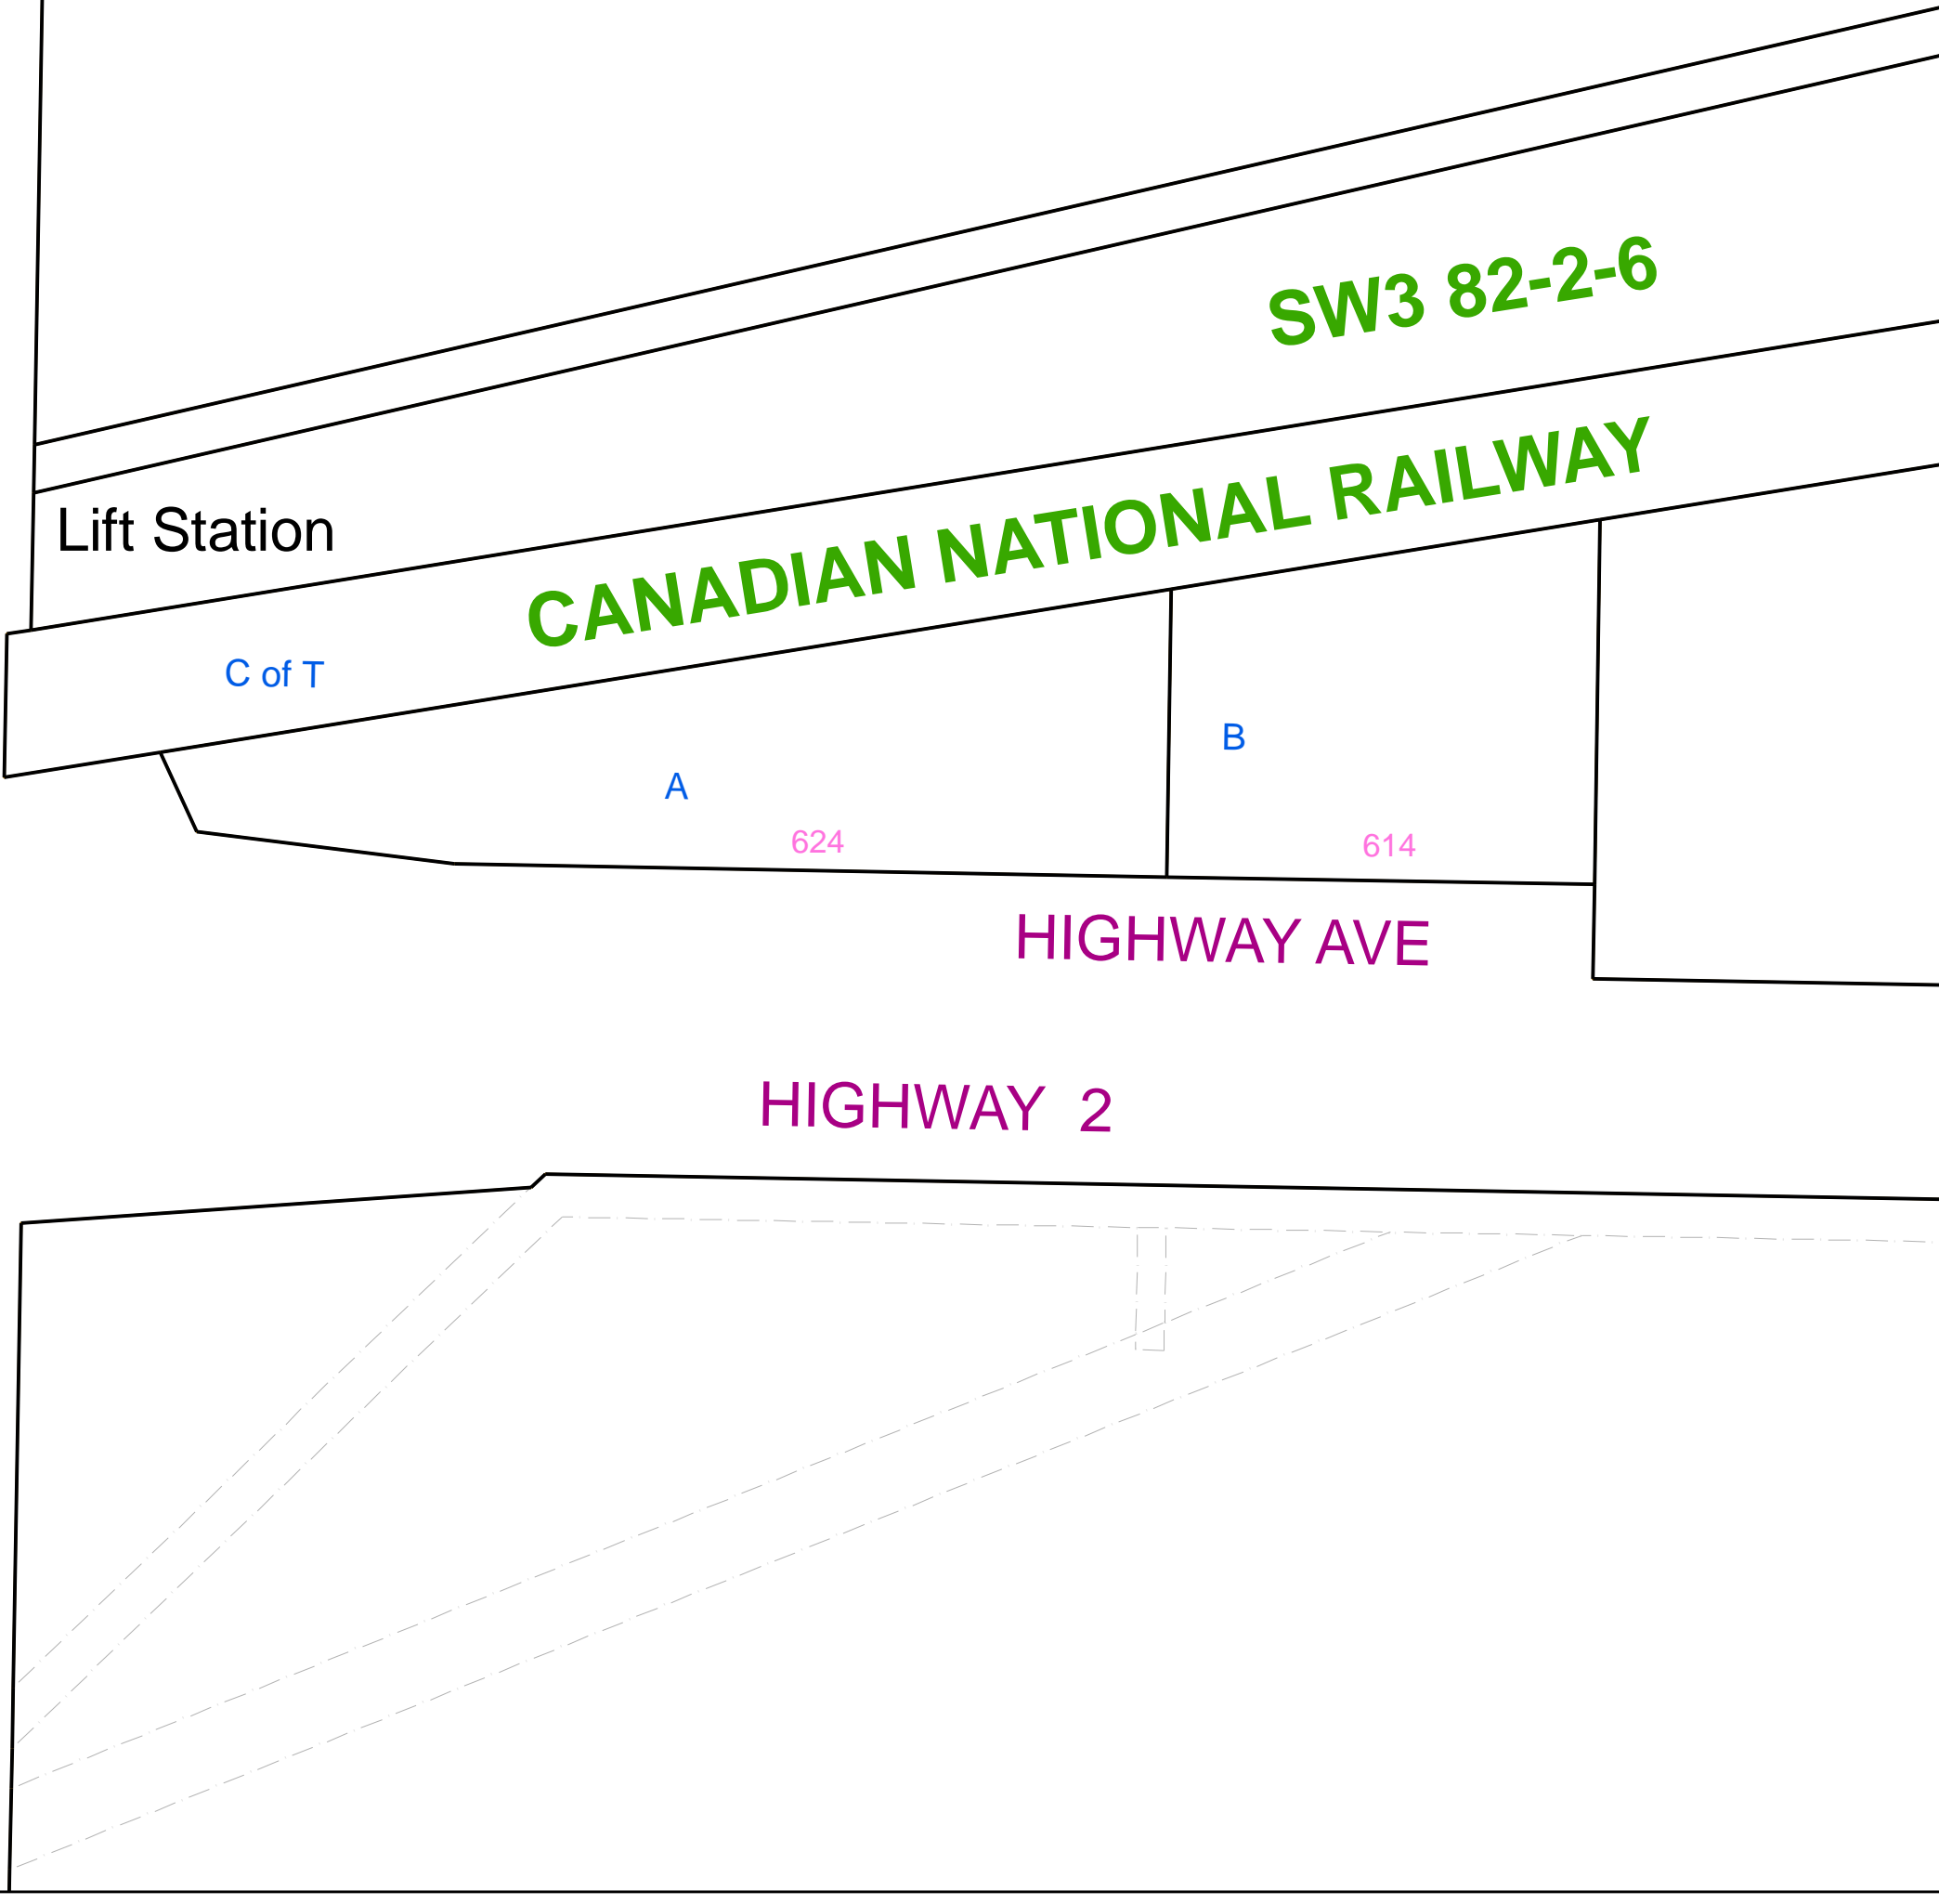 SW3 82-2-6
CANADIAN NATIONAL RAILWAY
Lift Station
C of T
B
A
624
614
HIGHWAY AVE
HIGHWAY 2